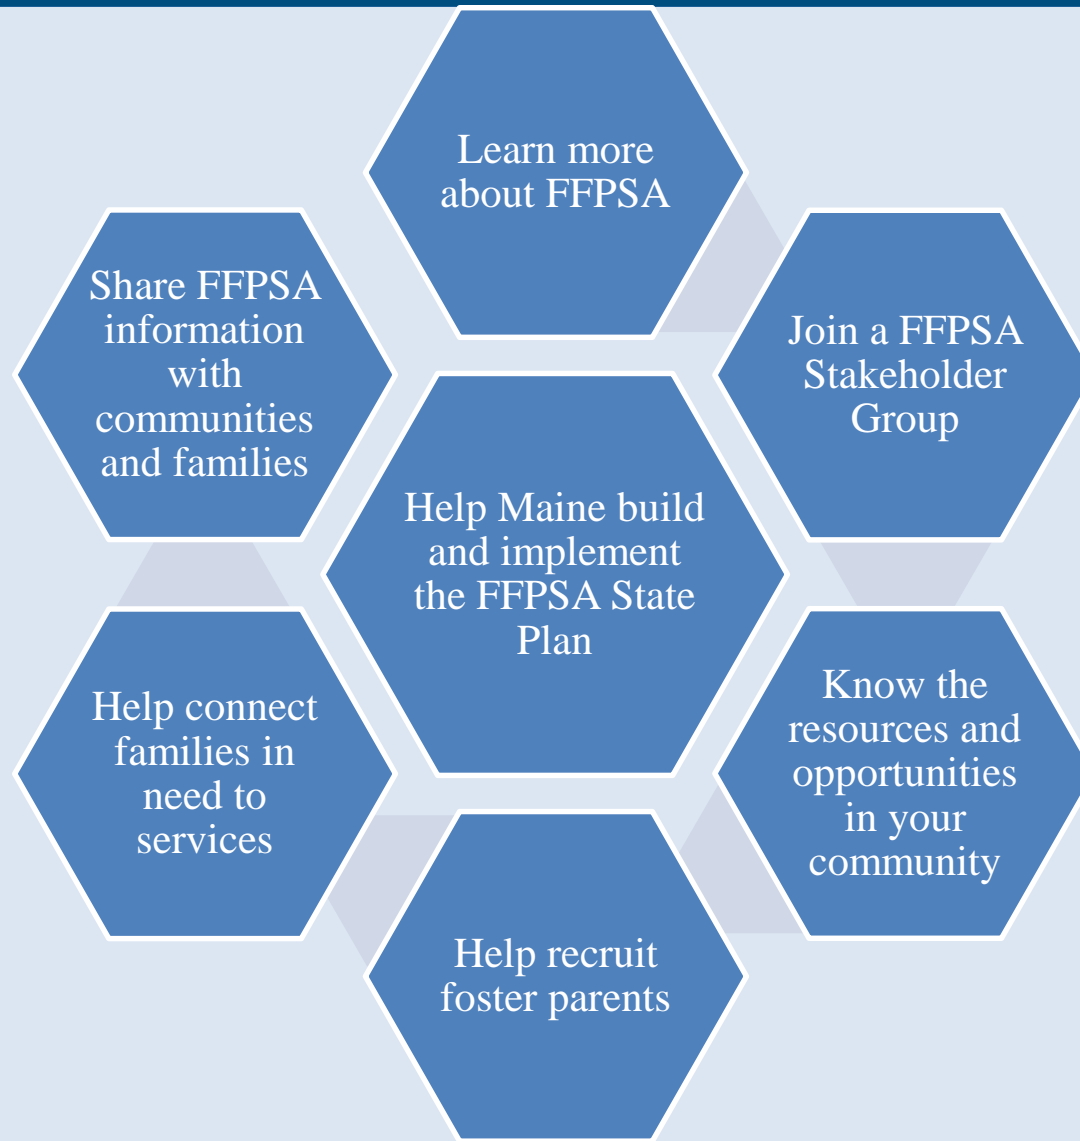 Learn more
about FFPSA
Join a FFPSA
Stakeholder
Group
Know the
resources and
opportunities
in your
community
Help recruit
foster parents
Help connect
families in
need to
services
Share FFPSA
information
with
communities
and families
Help Maine build
and implement
the FFPSA State
Plan